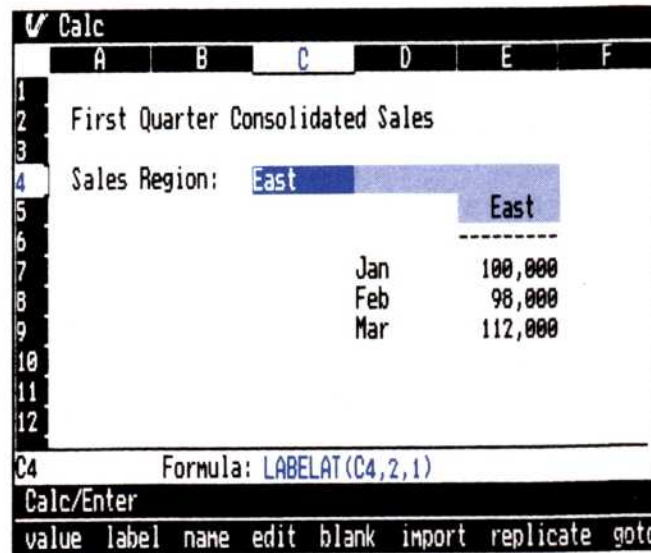 Calc
A B C D E F
1
2 First Quarter Consolidated Sales
3
4 Sales Region: East
5 East
6 ---------
7 Jan 100,000
8 Feb 98,000
9 Mar 112,000
10
11
12
C4 Formula: LABELAT(C4,2,1)
Calc/Enter
value label name edit blank import replicate goto